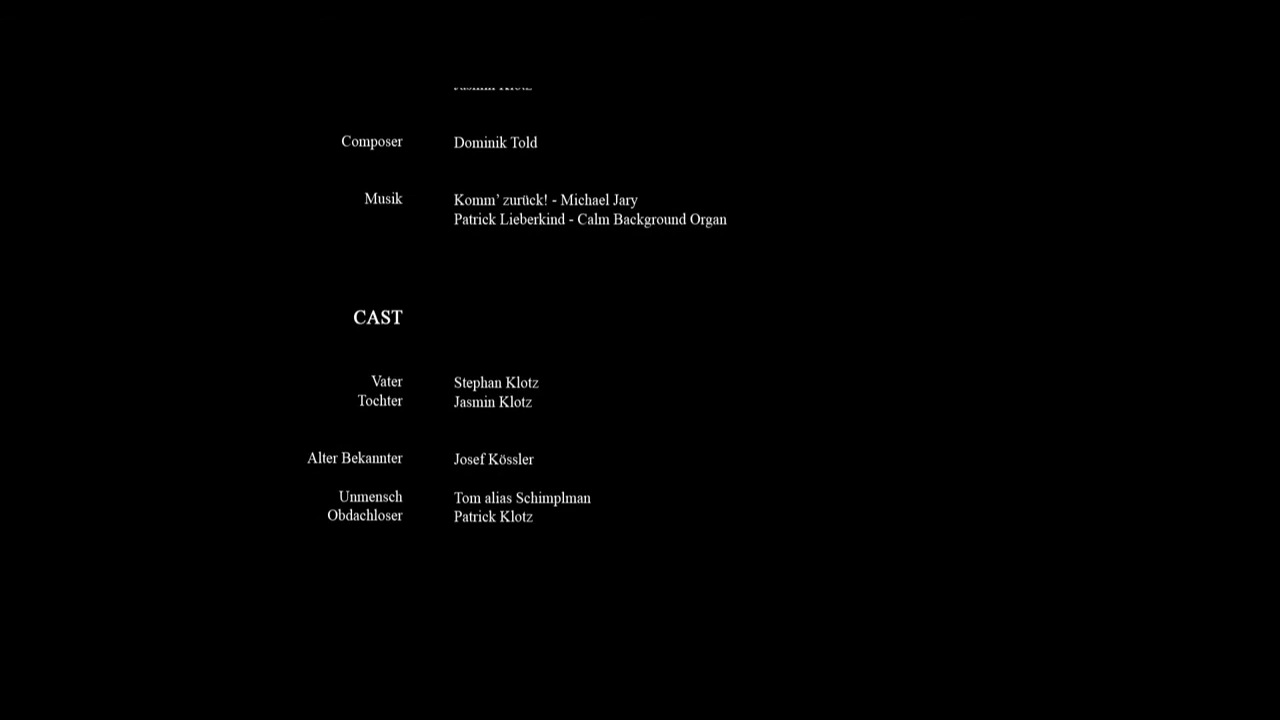 Composer Dominik Told
Musik Komm’ zurück! - Michael Jary
Patrick Lieberkind - Calm Background Organ
CAST
Vater Stephan Klotz
Tochter Jasmin Klotz
Alter Bekannter Josef Kössler
Unmensch Tom alias Schimplman
Obdachloser Patrick Klotz